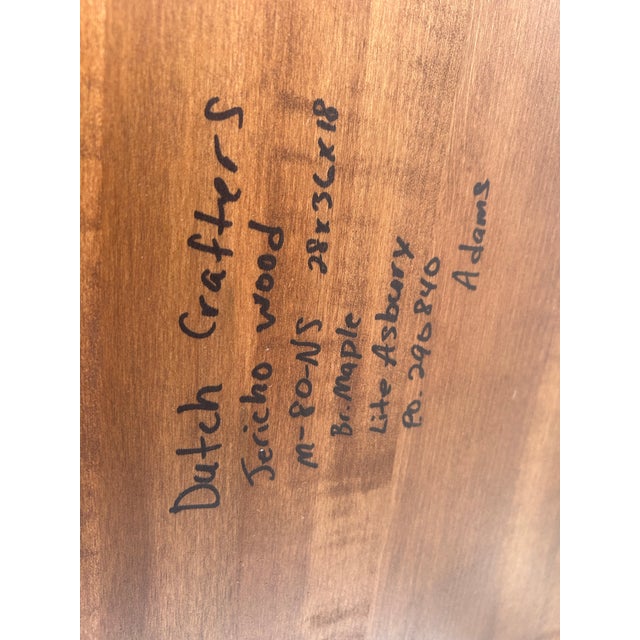 Dutch Crafters
Jericho wood
M-80-NS 28x36x18
Br. Maple
Lite Asbury
PO. 290840
Adams